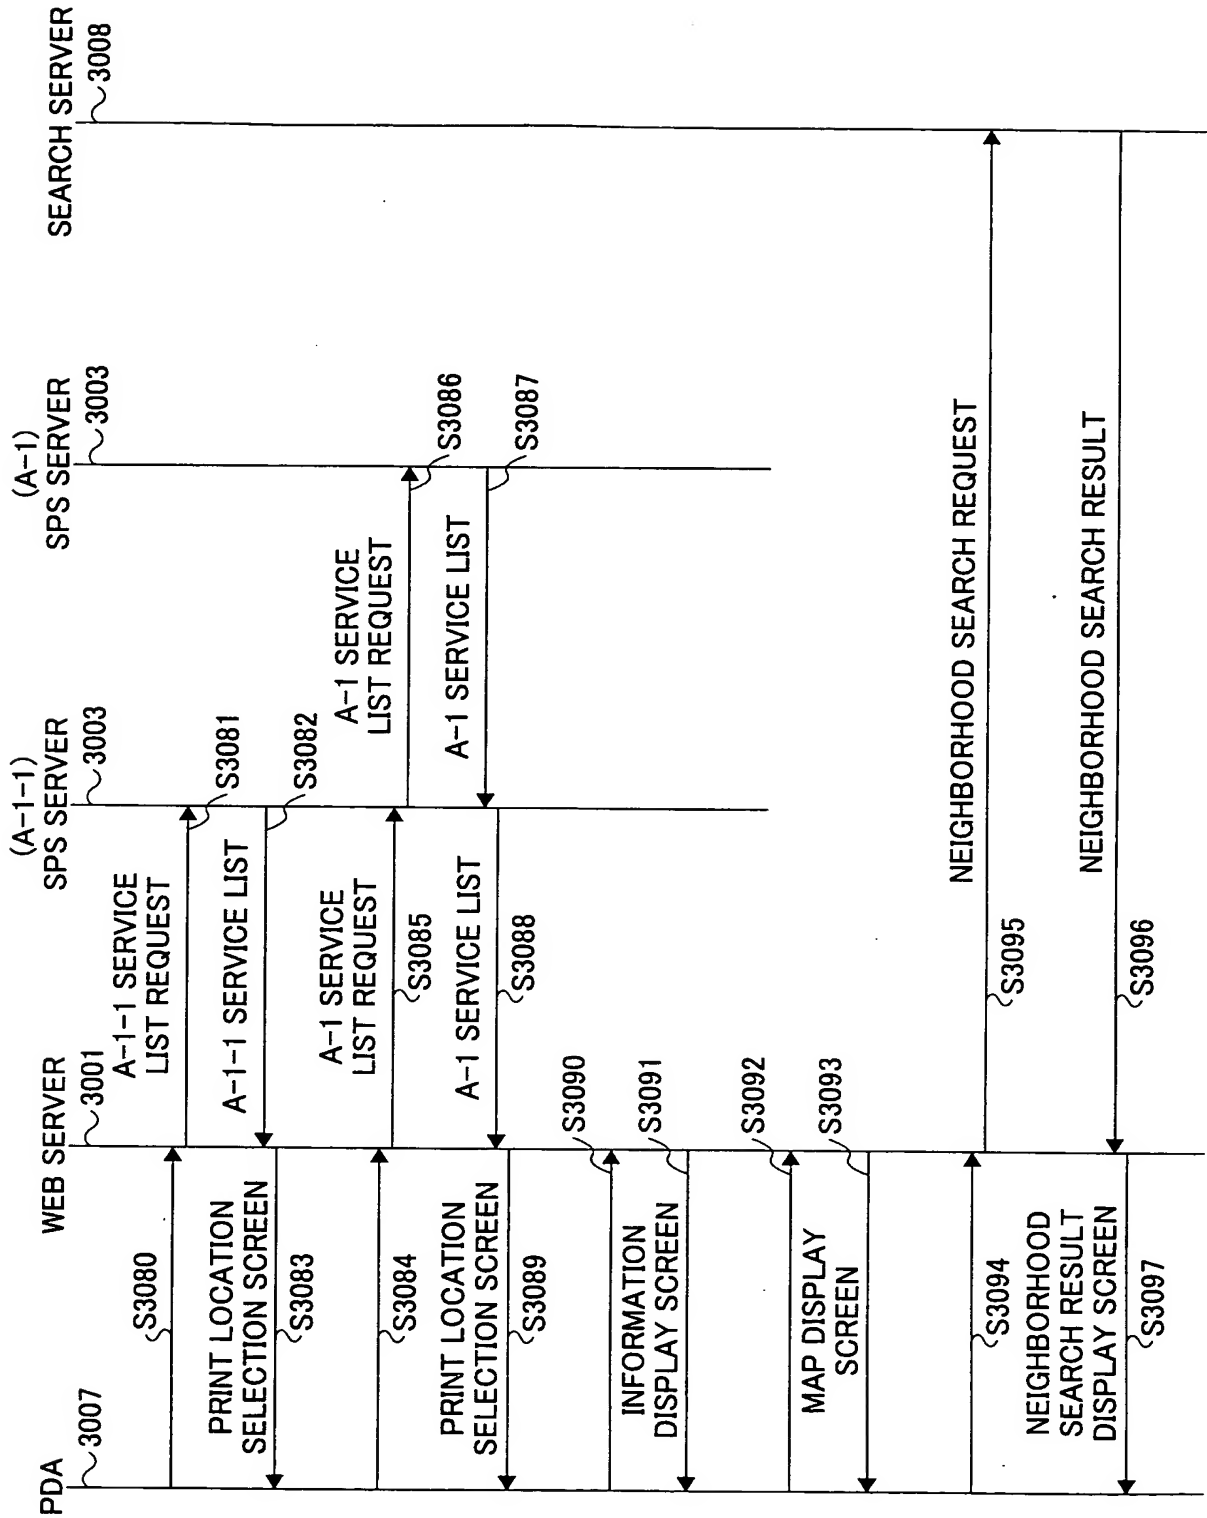 PDA
3007
WEB SERVER
3001
(A-1-1)
SPS SERVER
3003
(A-1)
SPS SERVER
3003
SEARCH SERVER
3008
S3080
A-1-1 SERVICE
LIST REQUEST
S3081
A-1-1 SERVICE LIST
S3082
PRINT LOCATION
SELECTION SCREEN
S3083
S3084
A-1 SERVICE
LIST REQUEST
S3085
A-1 SERVICE
LIST REQUEST
S3086
A-1 SERVICE LIST
S3087
A-1 SERVICE LIST
S3088
PRINT LOCATION
SELECTION SCREEN
S3089
S3090
INFORMATION
DISPLAY SCREEN
S3091
S3092
MAP DISPLAY
SCREEN
S3093
S3094
NEIGHBORHOOD SEARCH REQUEST
S3095
NEIGHBORHOOD SEARCH RESULT
S3096
NEIGHBORHOOD
SEARCH RESULT
DISPLAY SCREEN
S3097